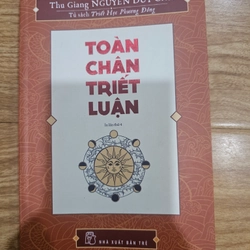 Thu Giang NGUYỄN DUY
Tủ sách Triết Học Phương Đông
TOÀN
CHÂN
TRIẾT
LUẬN
NHÀ XUẤT BẢN TRẺ